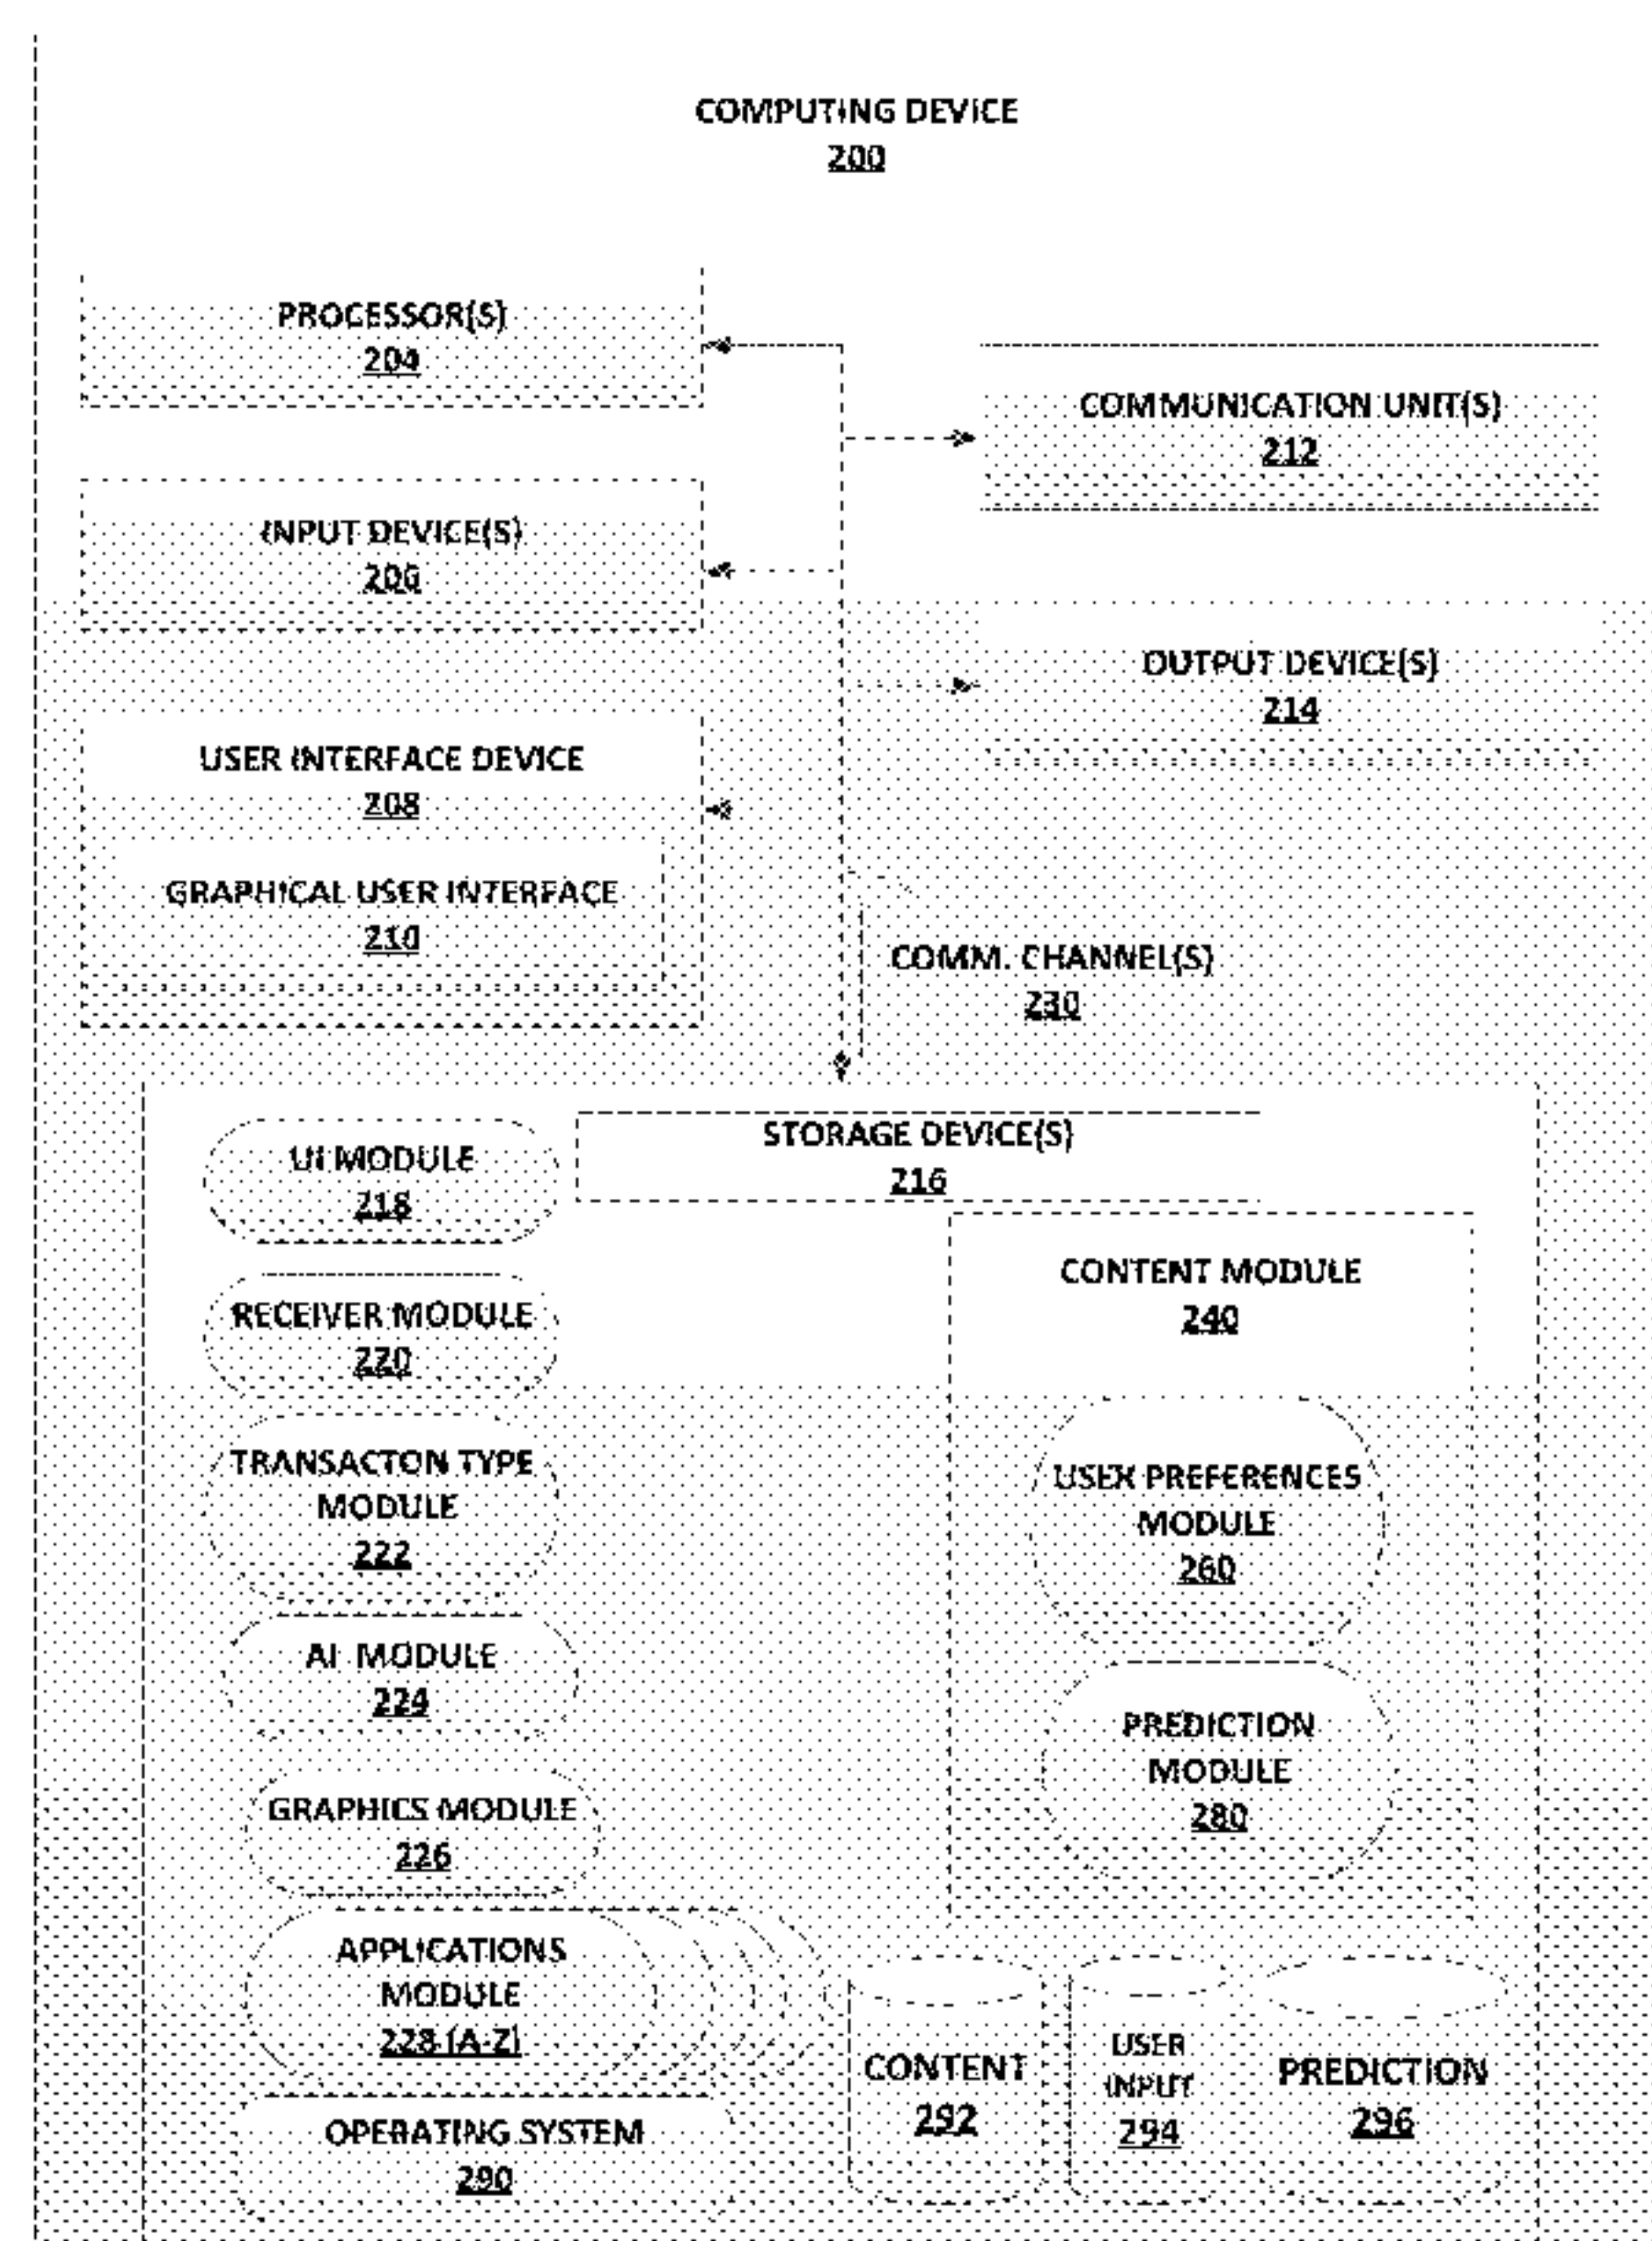 COMPUTING DEVICE
200
PROCESSOR(S)
204
COMMUNICATION UNIT(S)
212
INPUT DEVICE(S)
206
OUTPUT DEVICE(S)
214
USER INTERFACE DEVICE
208
GRAPHICAL USER INTERFACE
210
COMM. CHANNEL(S)
230
STORAGE DEVICE(S)
216
UI MODULE
218
RECEIVER MODULE
220
TRANSACTON TYPE
MODULE
222
AI MODULE
224
GRAPHICS MODULE
226
APPLICATIONS
MODULE
228 (A-Z)
OPERATING SYSTEM
290
CONTENT MODULE
240
USER PREFERENCES
MODULE
260
PREDICTION
MODULE
280
CONTENT
292
USER
INPUT
294
PREDICTION
296